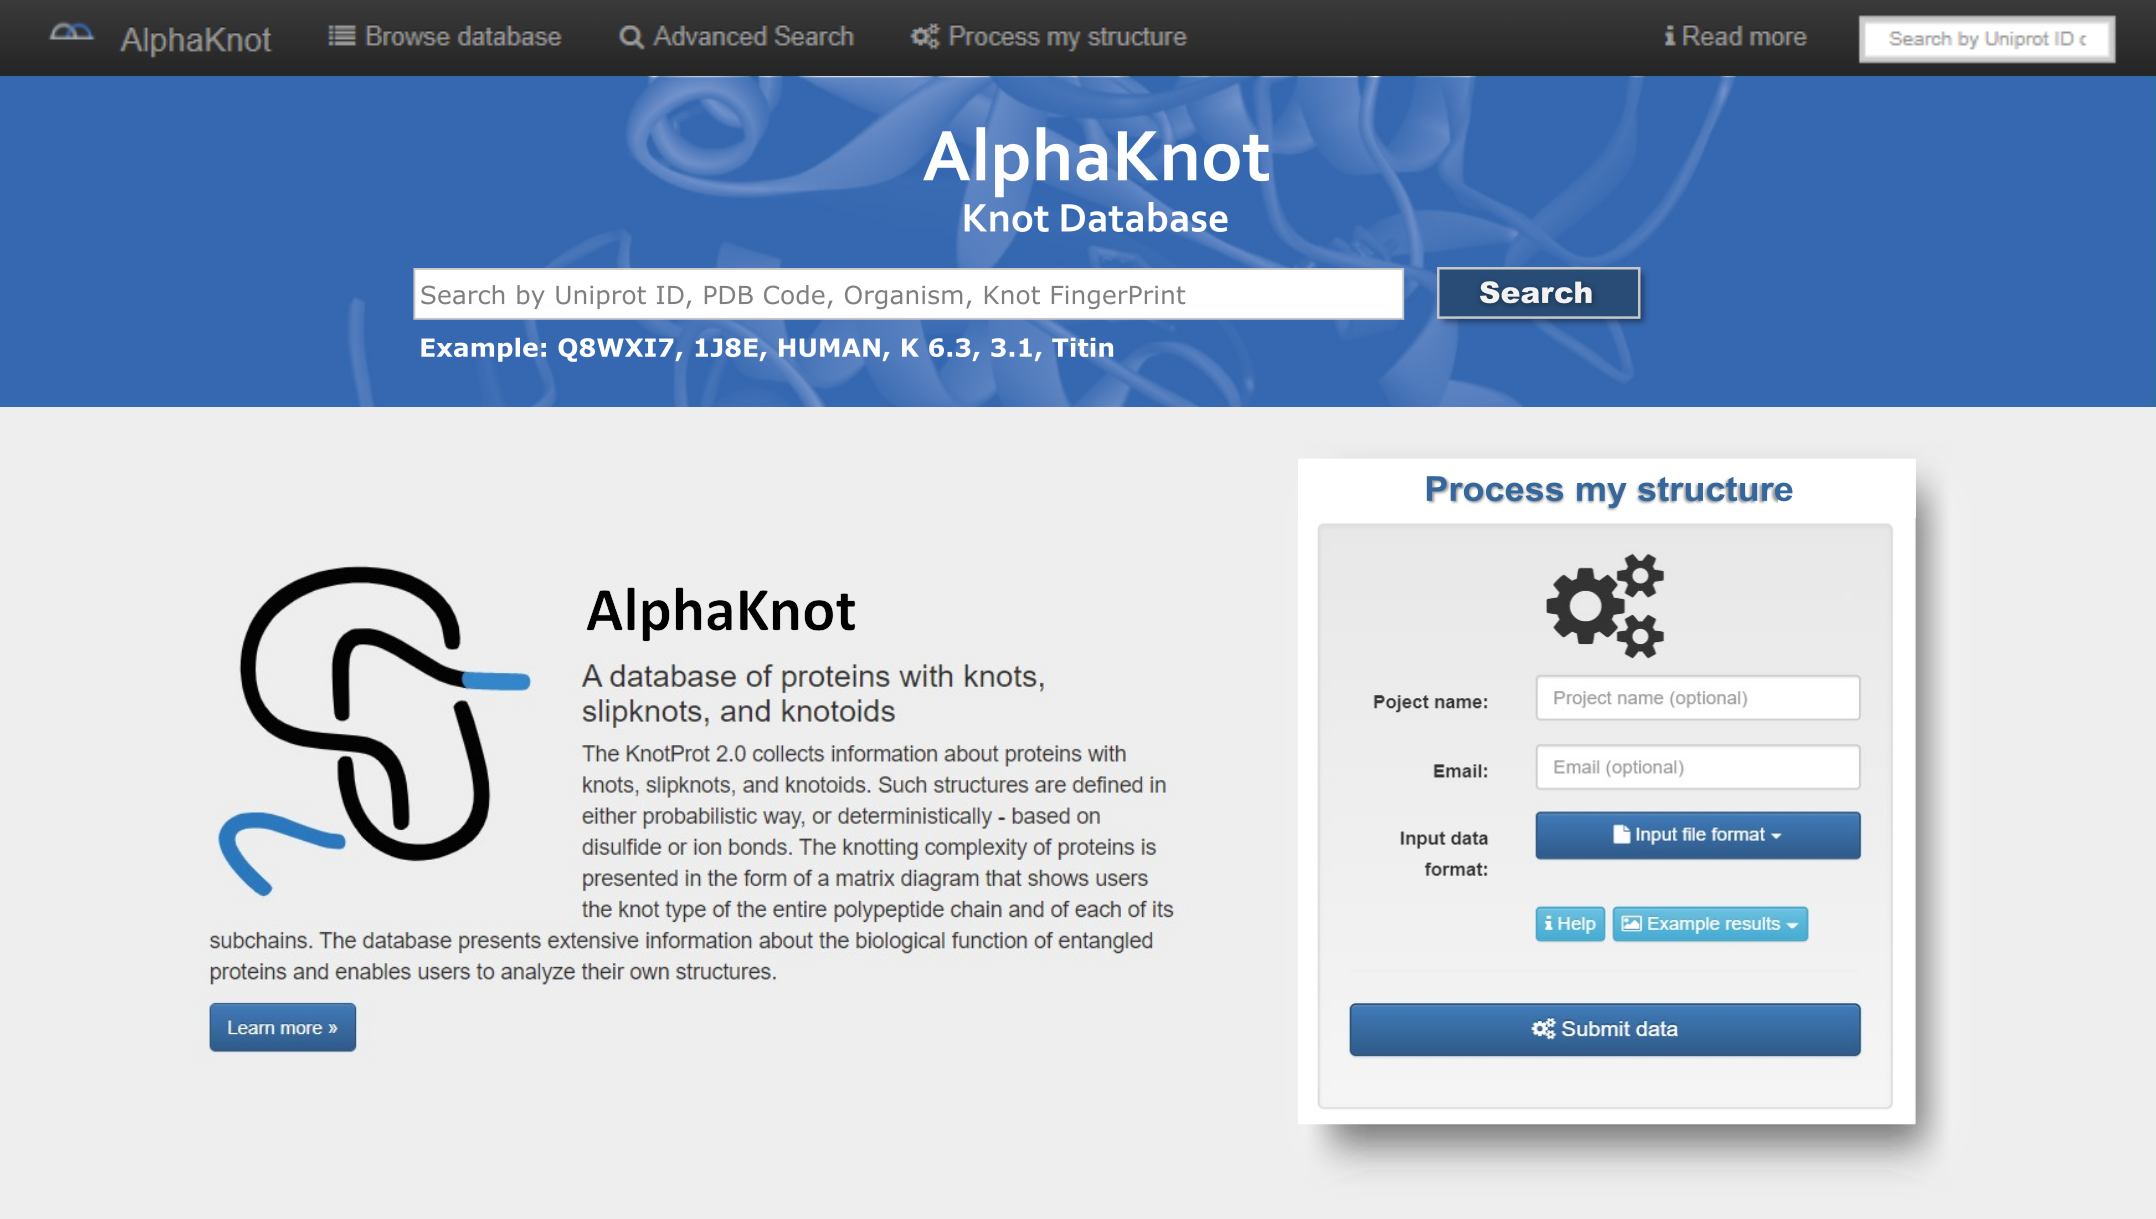 AlphaKnot
Browse database
Advanced Search
Process my structure
Read more
Search by Uniprot ID
AlphaKnot
Knot Database
Search by Uniprot ID, PDB Code, Organism, Knot FingerPrint
Search
Example: Q8WXI7, 1J8E, HUMAN, K 6.3, 3.1, Titin
AlphaKnot
A database of proteins with knots,
slipknots, and knotoids
The KnotProt 2.0 collects information about proteins with
knots, slipknots, and knotoids. Such structures are defined in
either probabilistic way, or deterministically - based on
disulfide or ion bonds. The knotting complexity of proteins is
presented in the form of a matrix diagram that shows users
the knot type of the entire polypeptide chain and of each of its
subchains. The database presents extensive information about the biological function of entangled
proteins and enables users to analyze their own structures.
Learn more »
Process my structure
Poject name:
Project name (optional)
Email:
Email (optional)
Input data
format:
Input file format
Help
Example results
Submit data